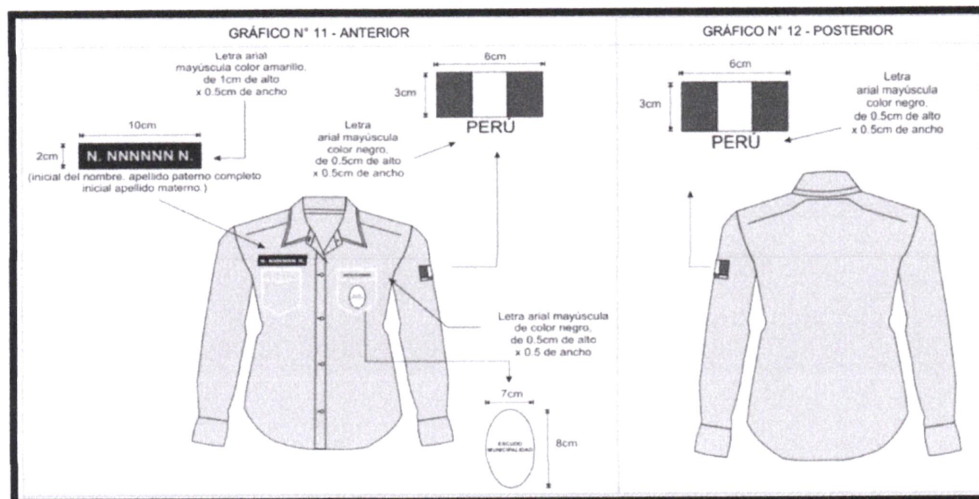 GRÁFICO N° 11 - ANTERIOR
Letra arial
mayúscula color amarillo.
de 1cm de alto
x 0.5cm de ancho
10cm
2cm
N. NNNNNN N.
(inicial del nombre. apellido paterno completo
inicial apellido materno.)
6cm
3cm
PERÚ
Letra
arial mayúscula
color negro.
de 0.5cm de alto
x 0.5cm de ancho
N. NNNNNN N.
Letra arial mayúscula
de color negro.
de 0.5cm de alto
x 0.5 de ancho
7cm
8cm
ESCUDO
MUNICIPALIDAD
GRÁFICO N° 12 - POSTERIOR
6cm
3cm
PERÚ
Letra
arial mayúscula
color negro.
de 0.5cm de alto
x 0.5cm de ancho